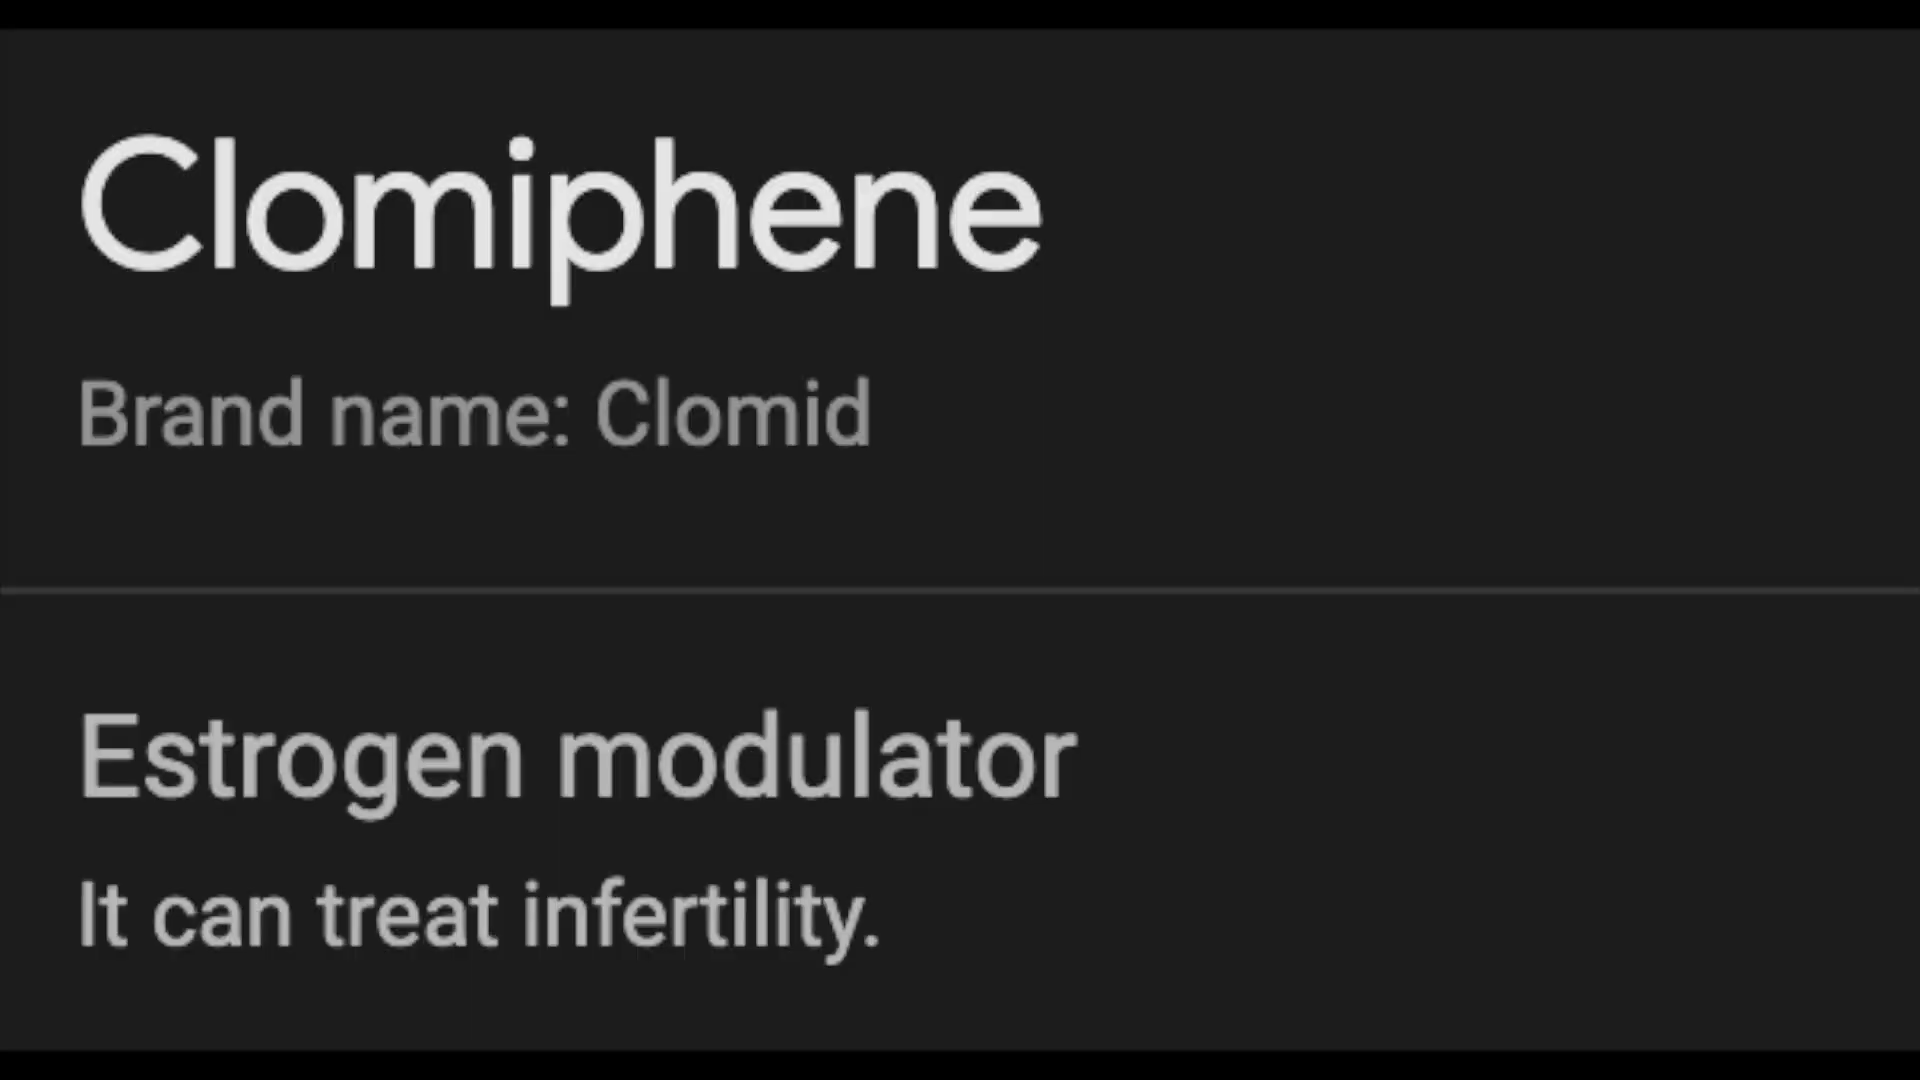 Clomiphene
Brand name: Clomid
Estrogen modulator
It can treat infertility.